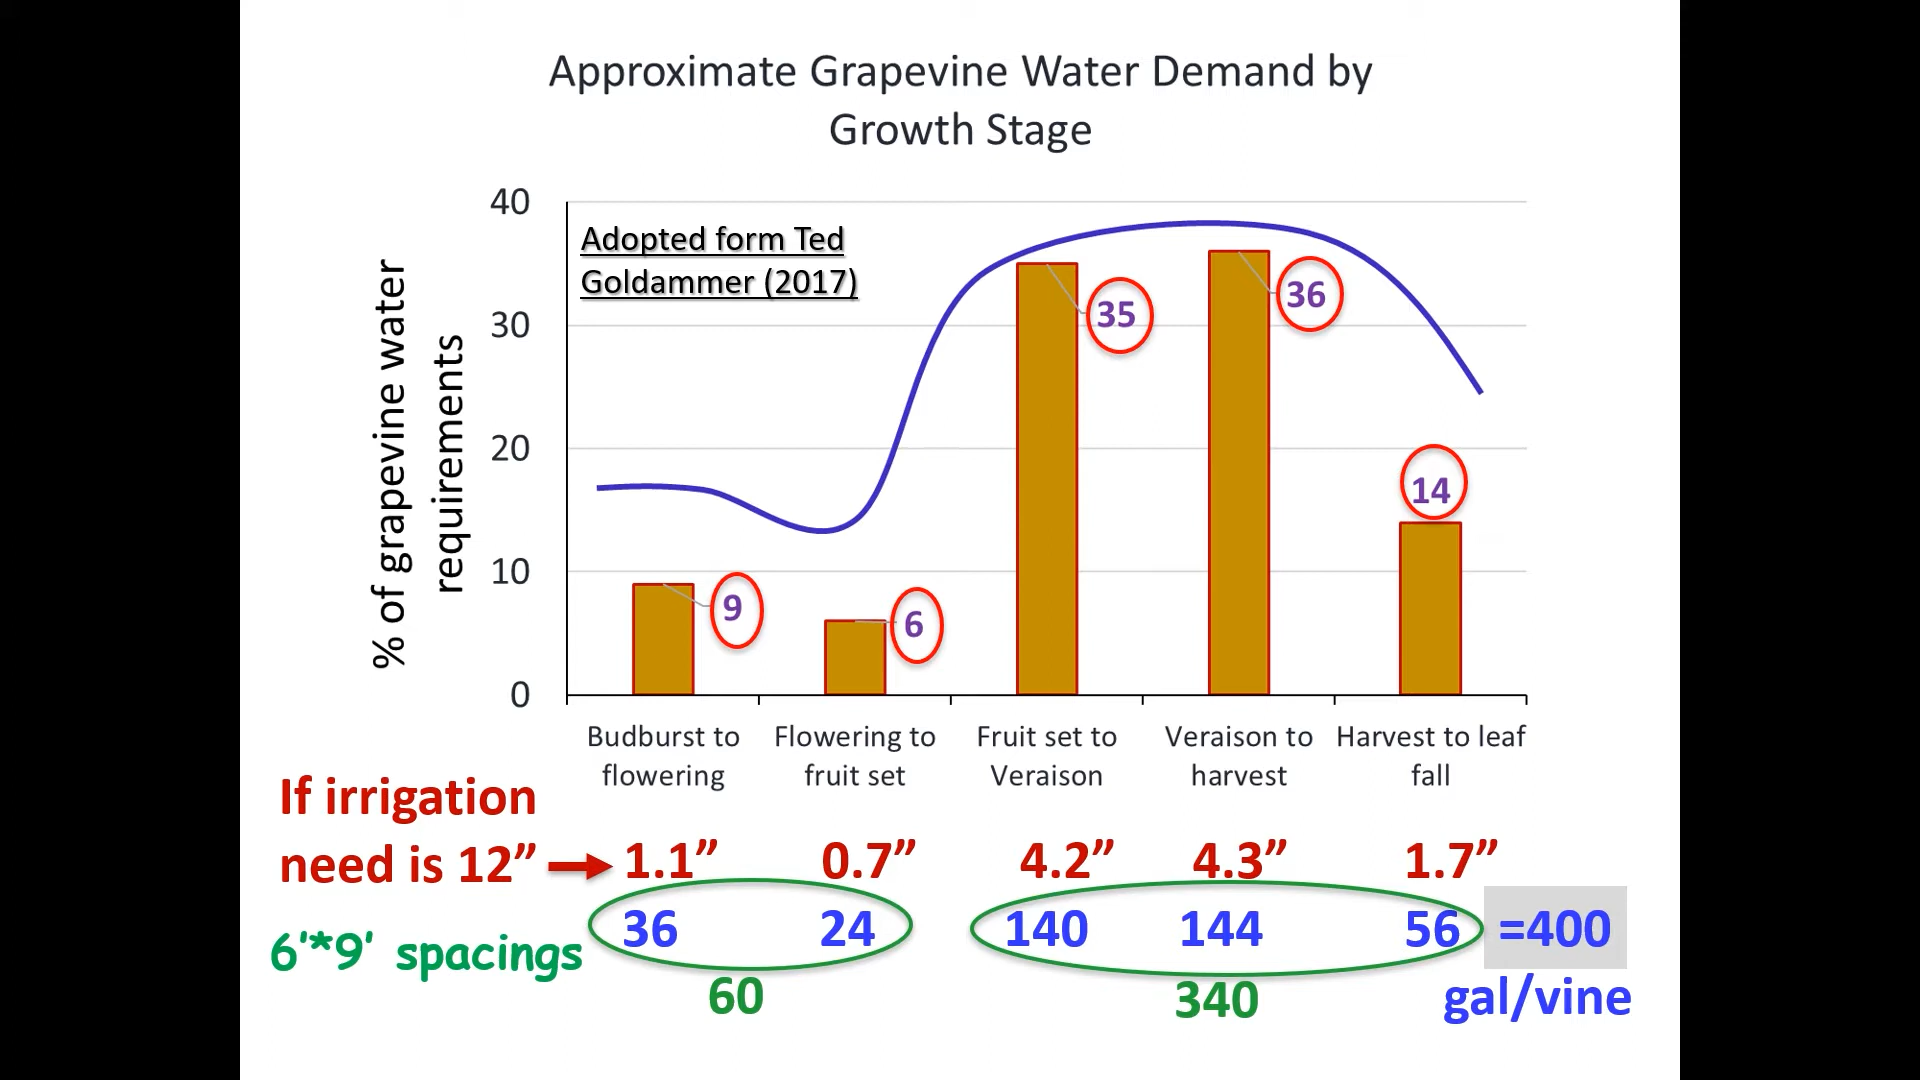 Approximate Grapevine Water Demand by
Growth Stage
% of grapevine water
requirements
40
30
20
10
0
Adopted form Ted
Goldammer (2017)
9
6
35
36
14
Budburst to
flowering
Flowering to
fruit set
Fruit set to
Veraison
Veraison to
harvest
Harvest to leaf
fall
If irrigation
need is 12” 1.1” 0.7” 4.2” 4.3” 1.7”
6'*9' spacings 36 24 140 144 56 =400
60 340 gal/vine